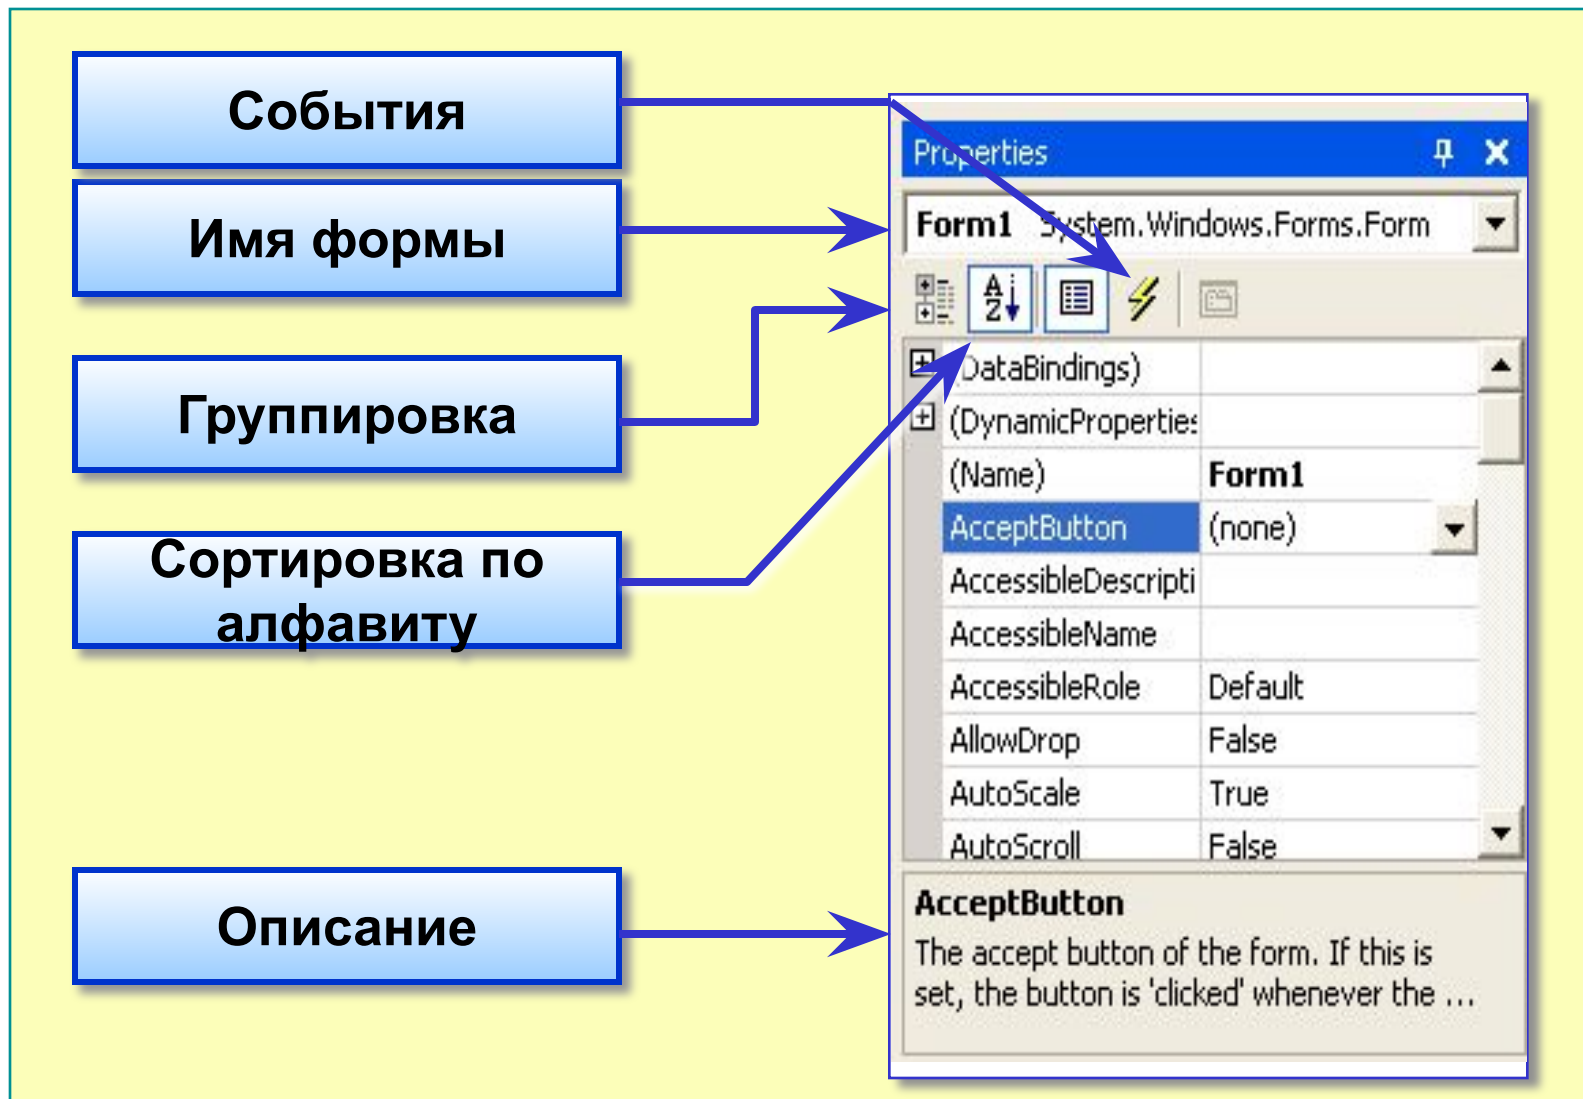 События
Имя формы
Группировка
Сортировка по
алфавиту
Описание
Properties
Form1 System.Windows.Forms.Form
(DataBindings)
(DynamicProperties
(Name) Form1
AcceptButton (none)
AccessibleDescripti
AccessibleName
AccessibleRole Default
AllowDrop False
AutoScale True
AutoScroll False
AcceptButton
The accept button of the form. If this is
set, the button is 'clicked' whenever the ...